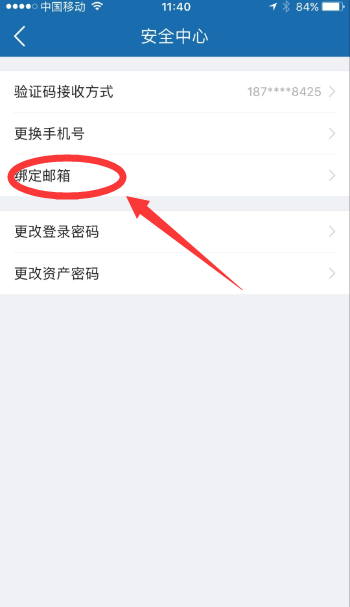 中国移动 11:40 84%
安全中心
验证码接收方式 187****8425
更换手机号
绑定邮箱
更改登录密码
更改资产密码